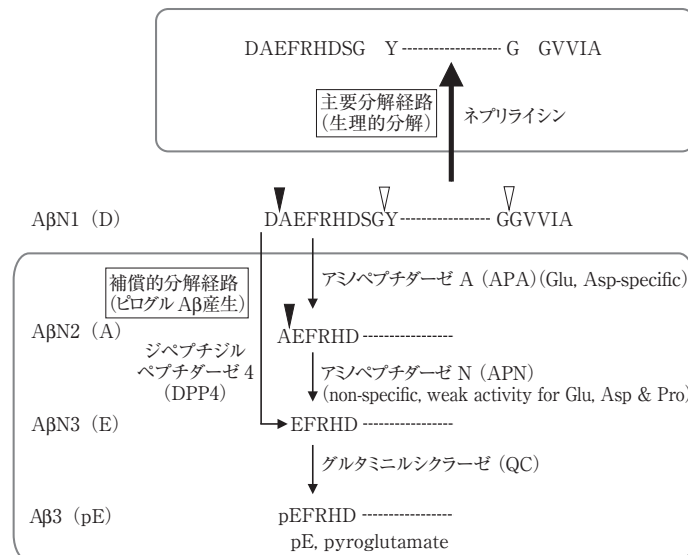 DAEFRHDSG Y------------------- G GVVIA
主要分解経路
(生理的分解)
ネプリライシン
AβN1 (D)
DAEFRHDSGY------------------GGVVIA
補償的分解経路
(ピログル Aβ産生)
アミノペプチダーゼ A (APA)(Glu, Asp-specific)
AβN2 (A)
AEFRHD -----------------
ジペプチジル
ペプチダーゼ 4
(DPP4)
アミノペプチダーゼ N (APN)
(non-specific, weak activity for Glu, Asp & Pro)
AβN3 (E)
EFRHD -----------------
グルタミニルシクラーゼ (QC)
Aβ3 (pE)
pEFRHD -----------------
pE, pyroglutamate